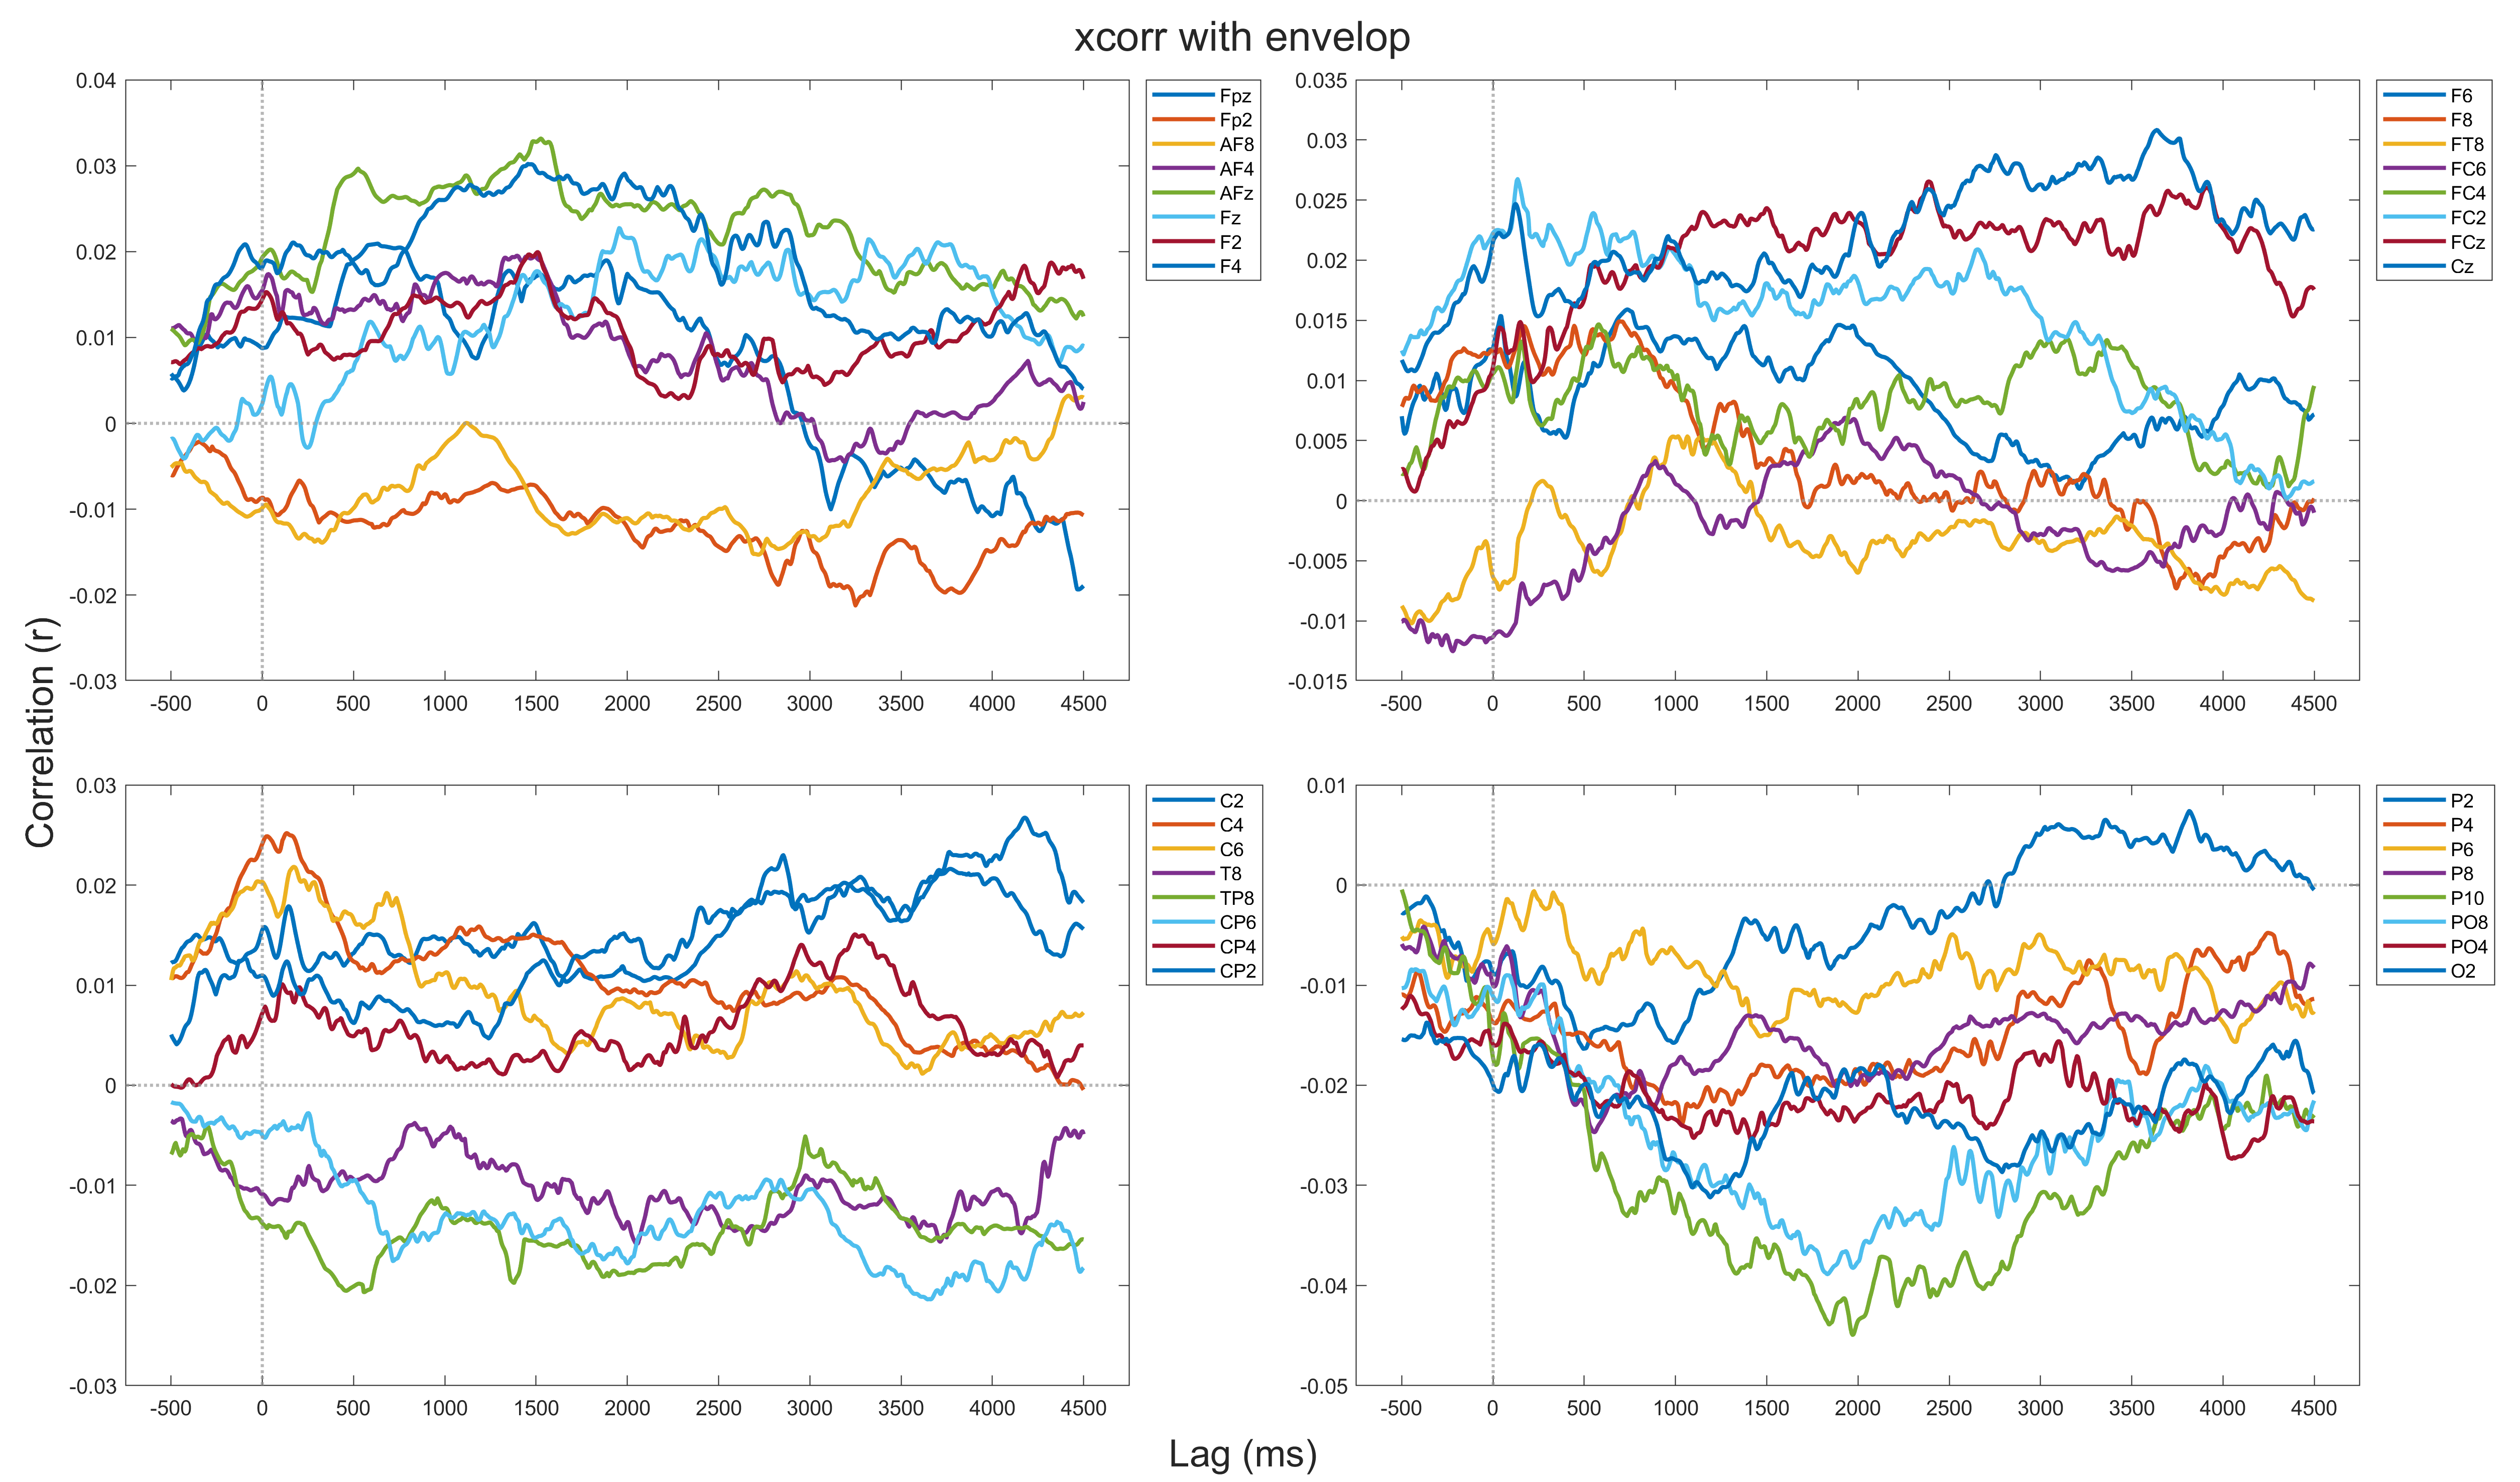 xcorr with envelop
Correlation (r)
0.04
0.03
0.02
0.01
0
-0.01
-0.02
-0.03
-500 0 500 1000 1500 2000 2500 3000 3500 4000 4500
Fpz
Fp2
AF8
AF4
AFz
Fz
F2
F4
0.035
0.03
0.025
0.02
0.015
0.01
0.005
0
-0.005
-0.01
-0.015
-500 0 500 1000 1500 2000 2500 3000 3500 4000 4500
F6
F8
FT8
FC6
FC4
FC2
FCz
Cz
0.03
0.02
0.01
0
-0.01
-0.02
-0.03
-500 0 500 1000 1500 2000 2500 3000 3500 4000 4500
C2
C4
C6
T8
TP8
CP6
CP4
CP2
0.01
0
-0.01
-0.02
-0.03
-0.04
-0.05
-500 0 500 1000 1500 2000 2500 3000 3500 4000 4500
P2
P4
P6
P8
P10
PO8
PO4
O2
Lag (ms)